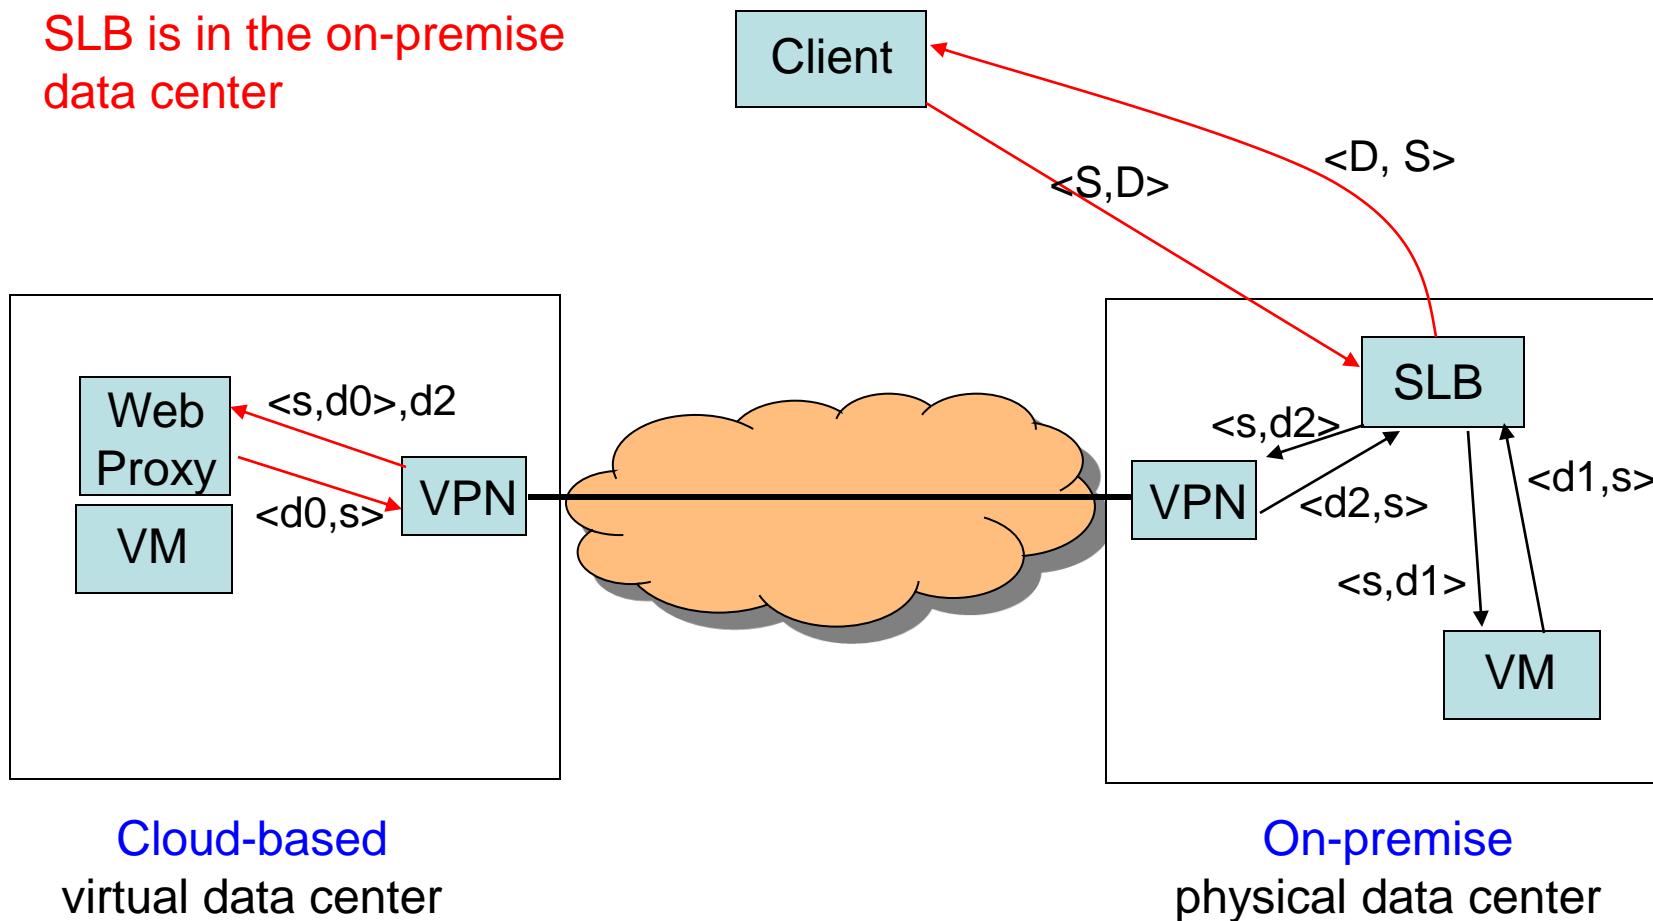 SLB is in the on-premise
data center
Client
<D, S>
<S,D>
Web
Proxy
<s,d0>,d2
<d0,s>
VPN
VM
SLB
<s,d2>
VPN
<d2,s>
<d1,s>
<s,d1>
VM
Cloud-based
virtual data center
On-premise
physical data center